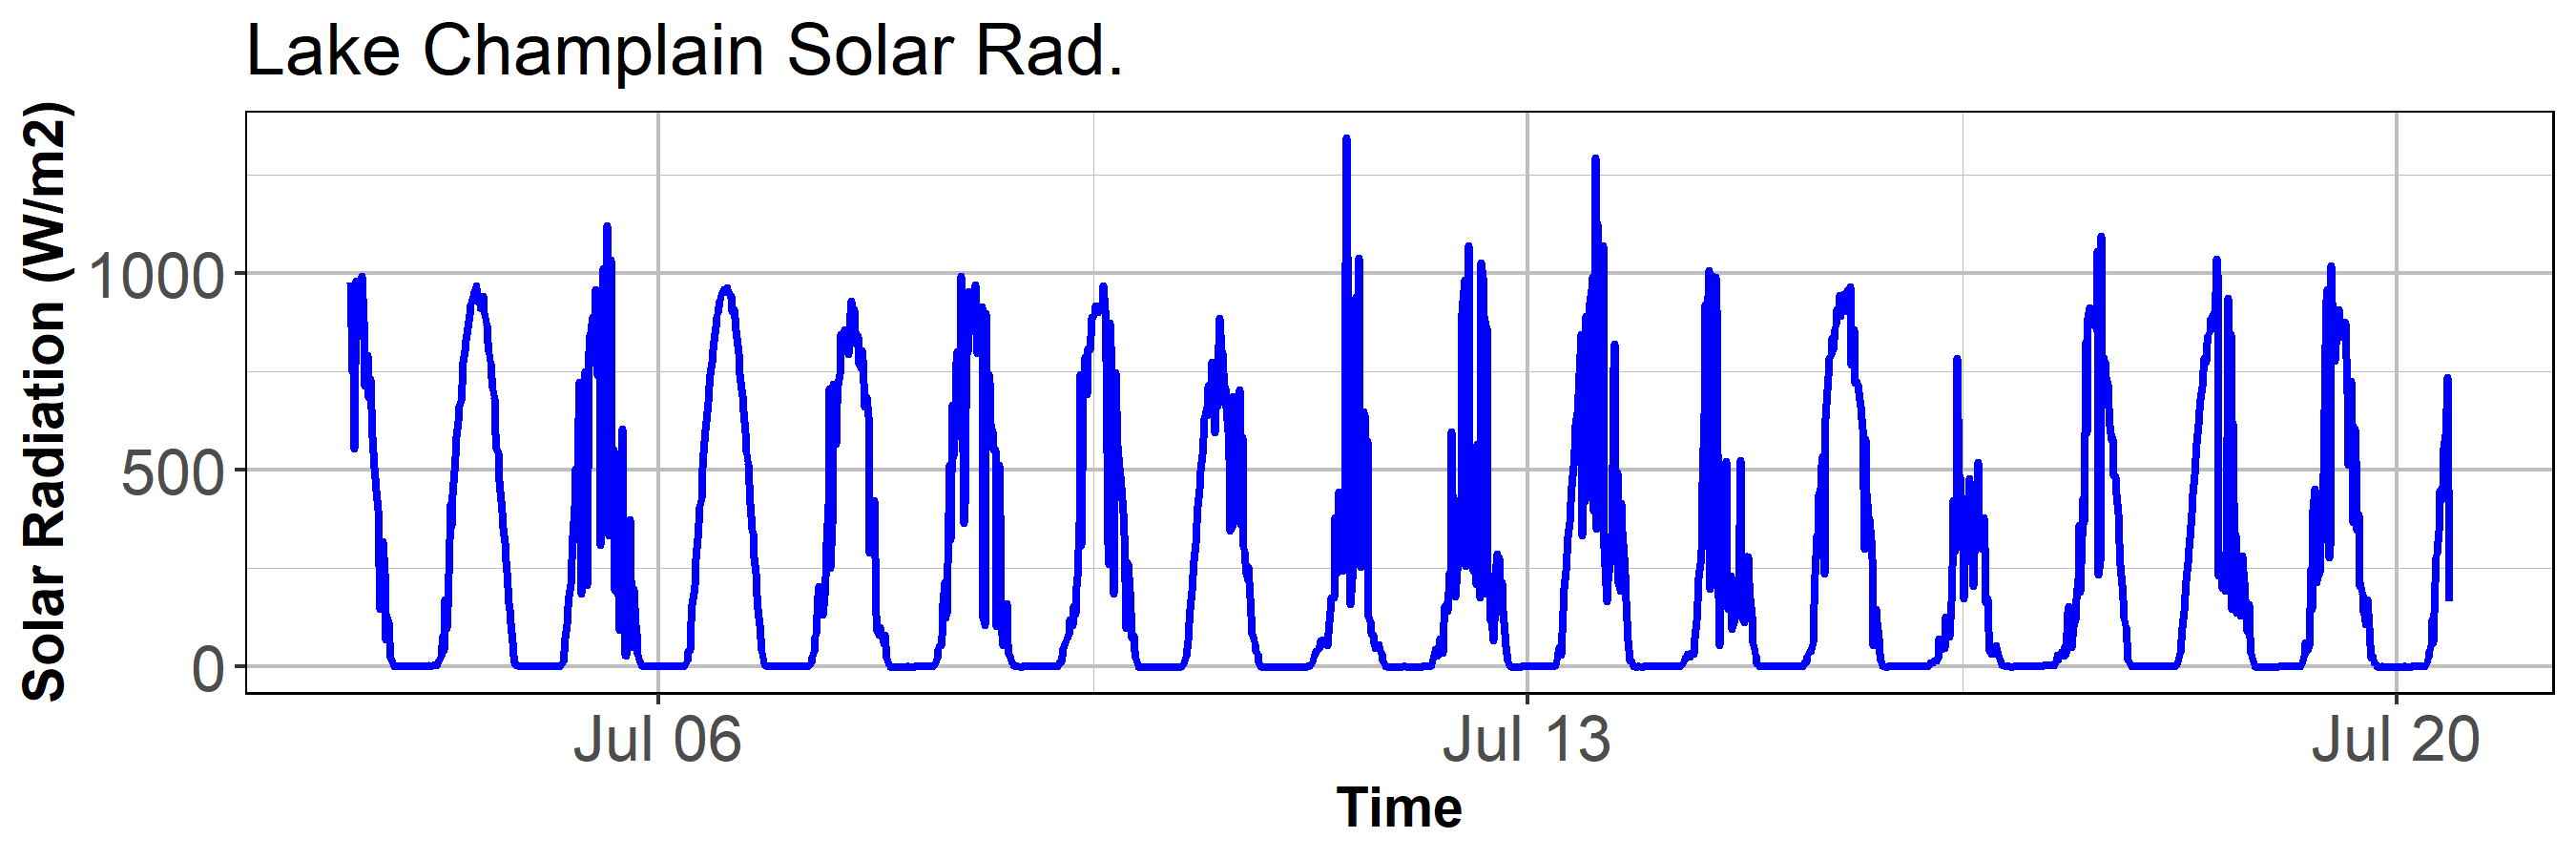 Lake Champlain Solar Rad.
Solar Radiation (W/m2)
1000
500
0
Jul 06
Jul 13
Jul 20
Time